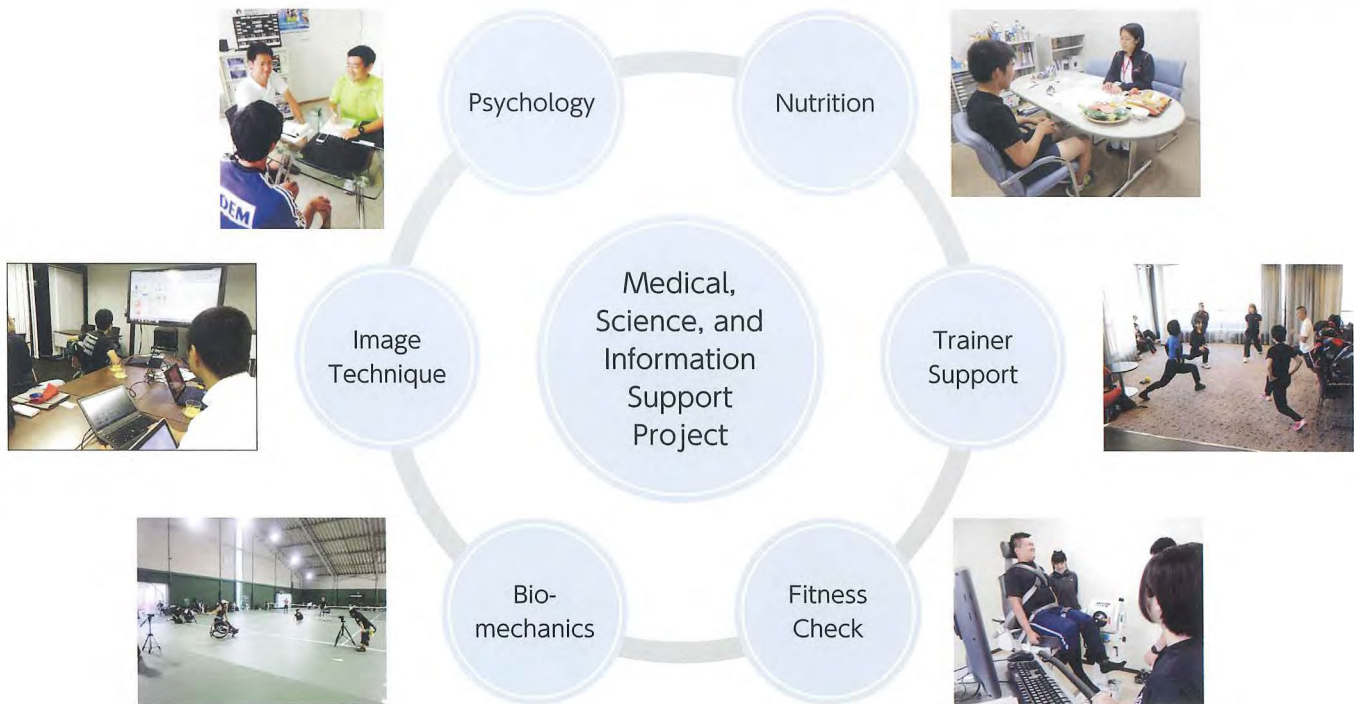 Psychology
Nutrition
DEM
Image
Technique
Medical,
Science, and
Information
Support
Project
Trainer
Support
Bio-
mechanics
Fitness
Check